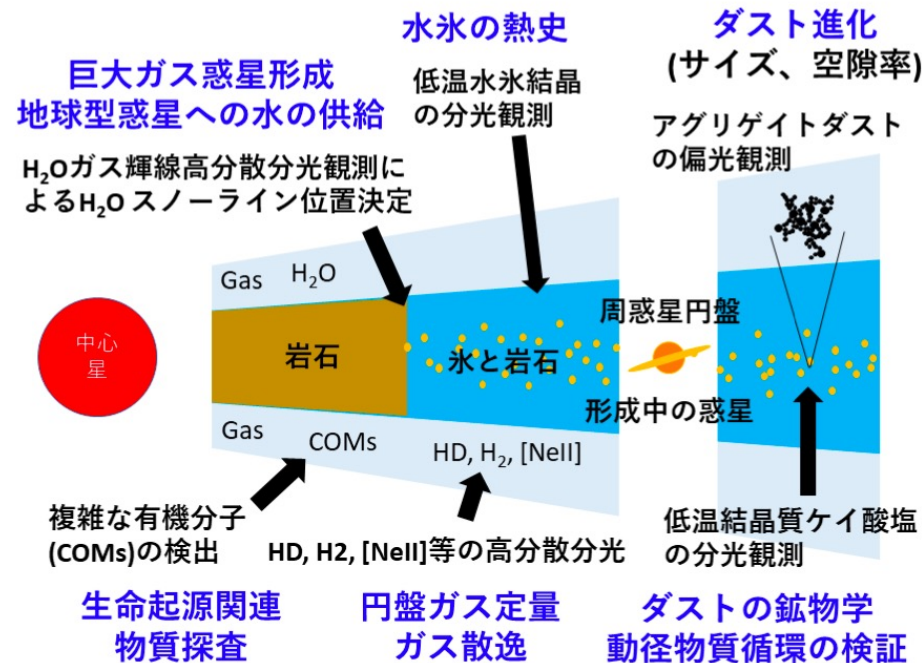 水氷の熱史
ダスト進化
(サイズ、空隙率)
巨大ガス惑星形成
地球型惑星への水の供給
低温水氷結晶
の分光観測
アグリゲイトダスト
の偏光観測
H₂Oガス輝線高分散分光観測に
よるH₂O スノーライン位置決定
Gas H₂O
中心
星
岩石
氷と岩石
周惑星円盤
形成中の惑星
Gas COMs
HD, H₂, [NeII]
複雑な有機分子
(COMs)の検出
HD, H2, [NeII]等の高分散分光
低温結晶質ケイ酸塩
の分光観測
生命起源関連
物質探査
円盤ガス定量
ガス散逸
ダストの鉱物学
動径物質循環の検証